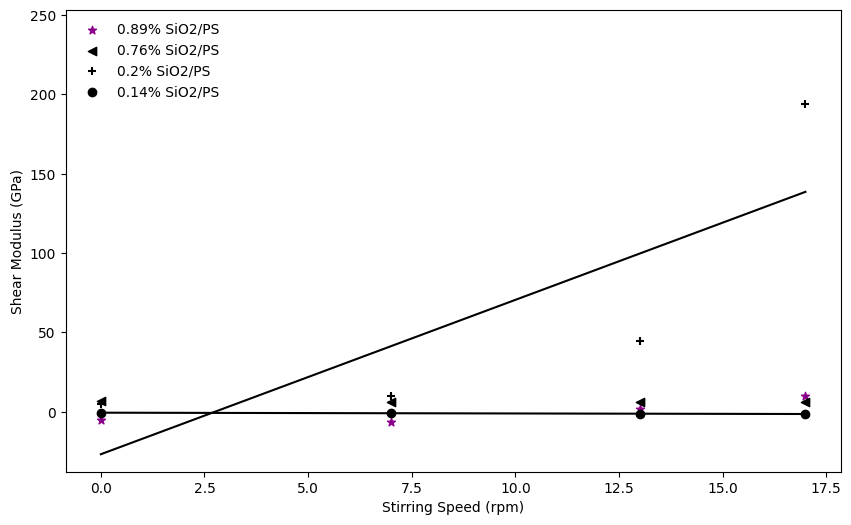 250
200
150
100
50
0
Shear Modulus (GPa)
0.89% SiO2/PS
0.76% SiO2/PS
0.2% SiO2/PS
0.14% SiO2/PS
0.0 2.5 5.0 7.5 10.0 12.5 15.0 17.5
Stirring Speed (rpm)